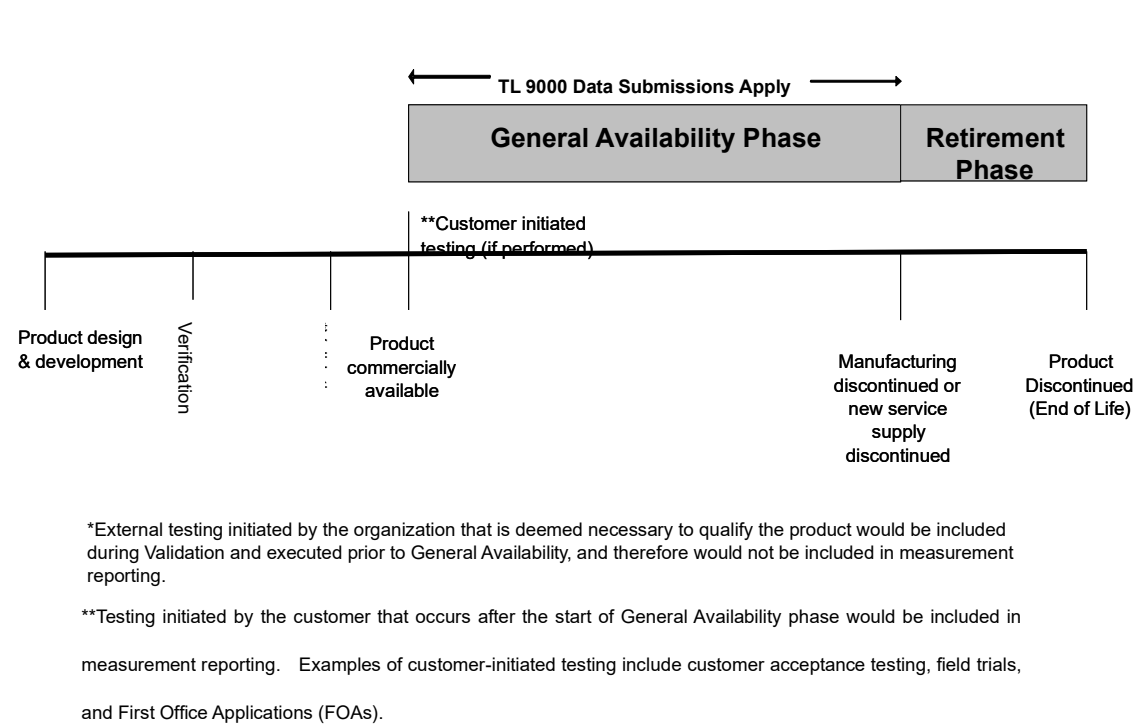 TL 9000 Data Submissions Apply
General Availability Phase
Retirement
Phase
**Customer initiated
testing (if performed)
Product design
& development
Verification
Product
commercially
available
Manufacturing
discontinued or
new service
supply
discontinued
Product
Discontinued
(End of Life)
*External testing initiated by the organization that is deemed necessary to qualify the product would be included
during Validation and executed prior to General Availability, and therefore would not be included in measurement
reporting.
**Testing initiated by the customer that occurs after the start of General Availability phase would be included in
measurement reporting. Examples of customer-initiated testing include customer acceptance testing, field trials,
and First Office Applications (FOAs).